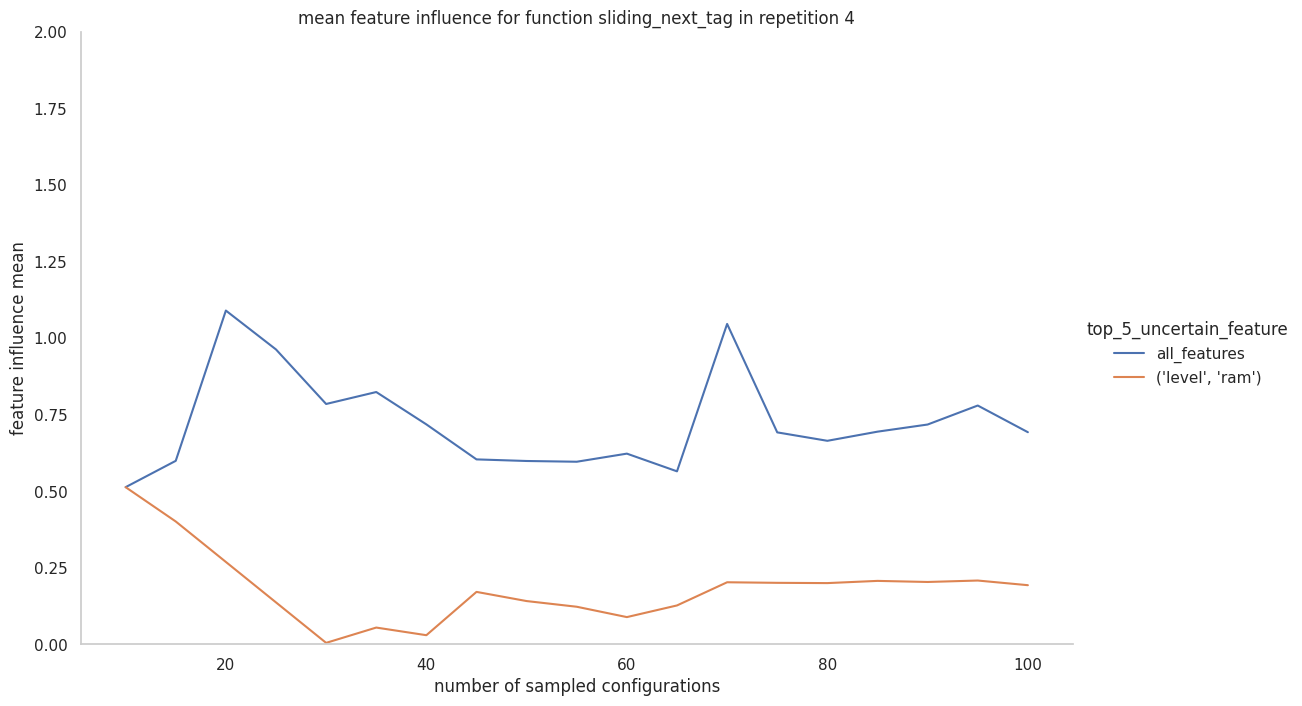 mean feature influence for function sliding_next_tag in repetition 4
2.00
1.75
1.50
1.25
1.00
0.75
0.50
0.25
0.00
feature influence mean
20 40 60 80 100
number of sampled configurations
top_5_uncertain_feature
all_features
('level', 'ram')